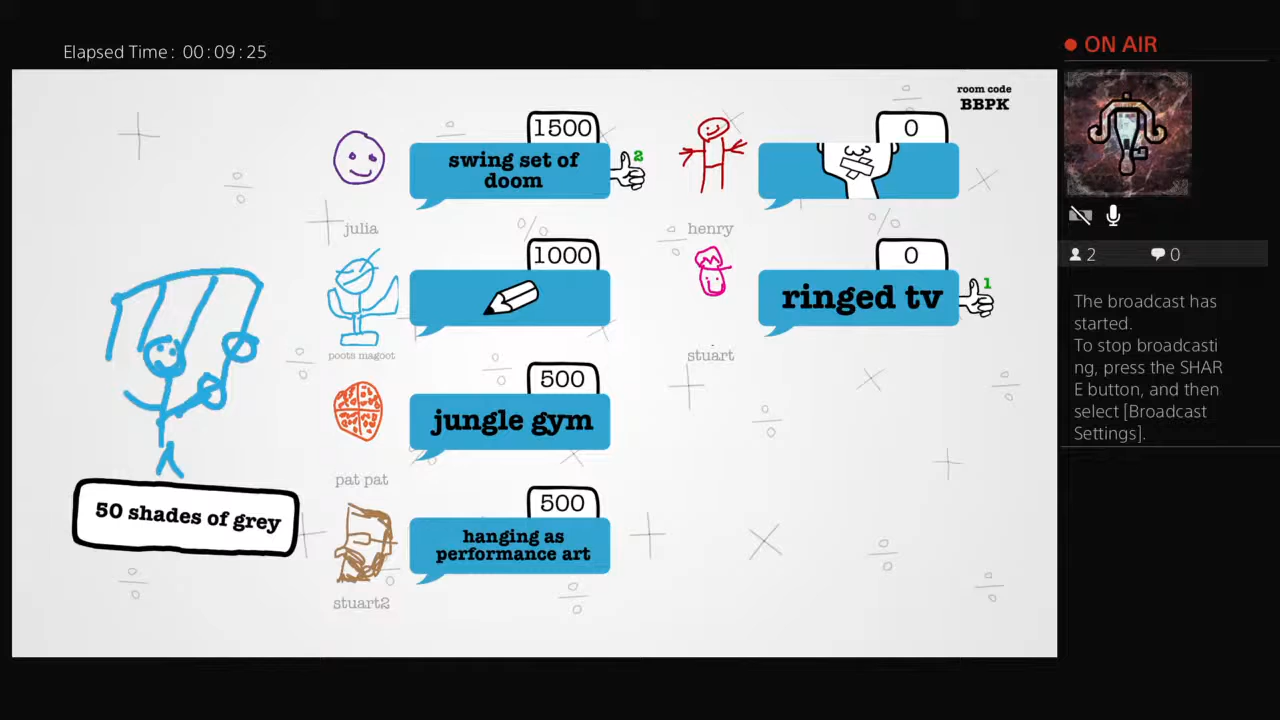 Elapsed Time: 00:09:25
ON AIR
room code
BBPK
1500
swing set of
doom
2
julia
0
henry
1000
poots magoot
0
ringed tv
1
stuart
500
jungle gym
pat pat
500
hanging as
performance art
stuart2
50 shades of grey
2
0
The broadcast has
started.
To stop broadcasti
ng, press the SHAR
E button, and then
select [Broadcast
Settings].